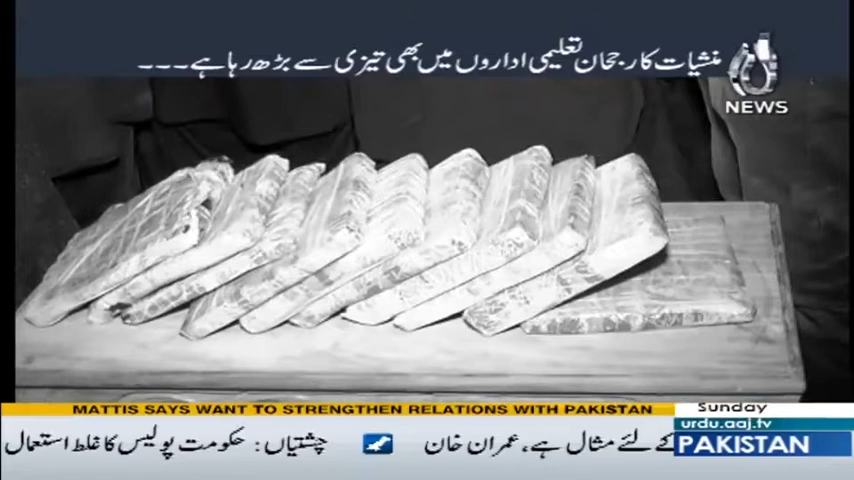 منشیات کا رجحان تعلیمی اداروں میں بھی تیزی سے بڑھ رہا ہے ۔ ۔ ۔
NEWS
MATTIS SAYS WANT TO STRENGTHEN RELATIONS WITH PAKISTAN
Sunday
urdu.aaj.tv
PAKISTAN
کے لئے مثال ہے، عمران خان
چشتیاں: حکومت پولیس کا غلط استعمال